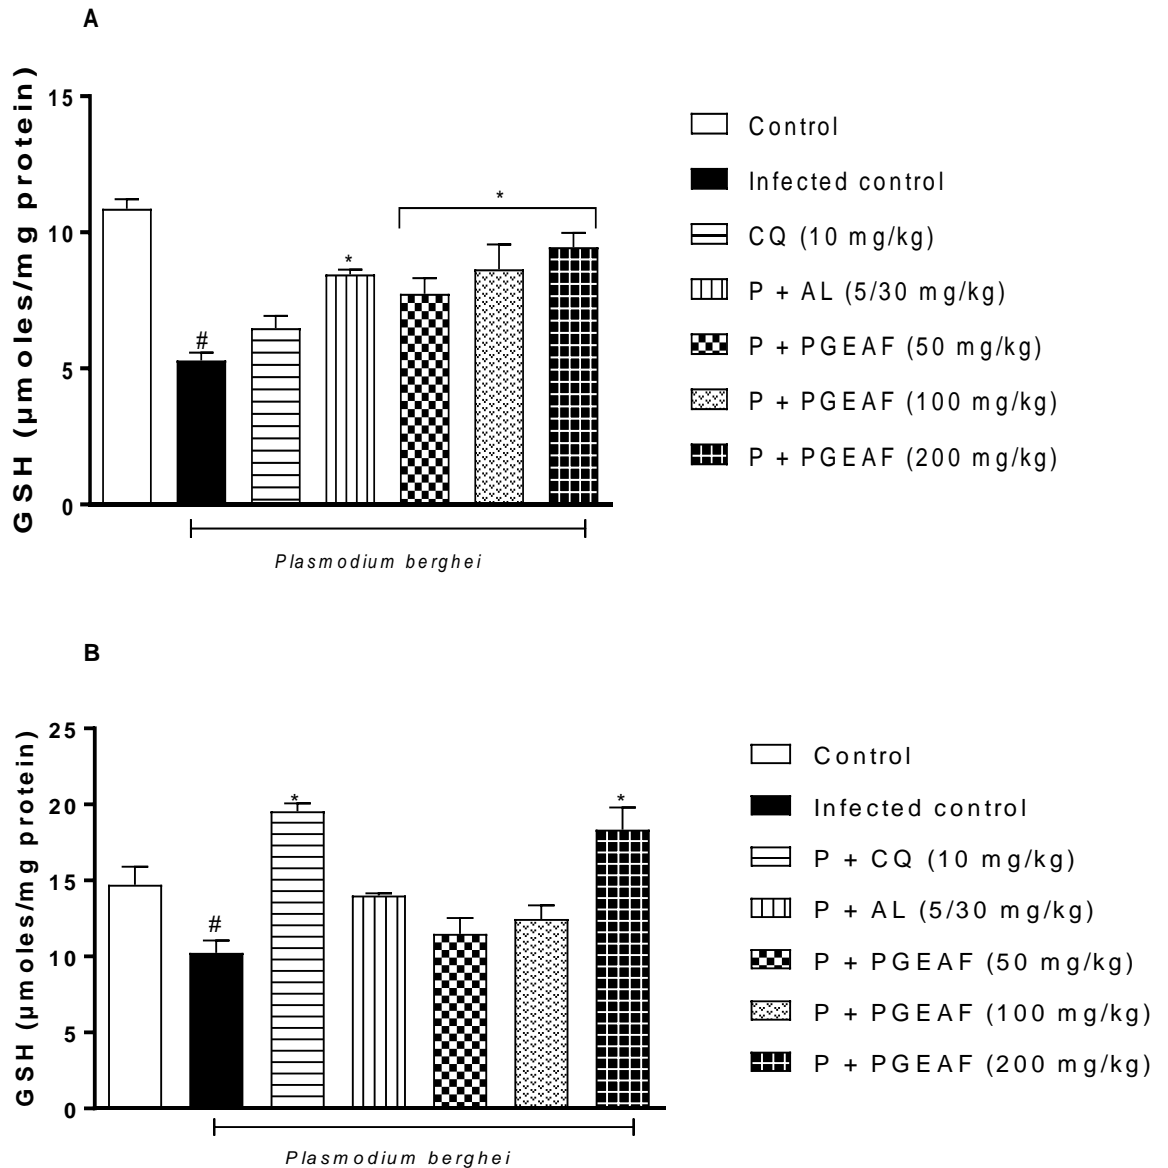 A
GSH (µmoles/mg protein)
15
10
5
0
#
*
*
Plasmodium berghei
Control
Infected control
CQ (10 mg/kg)
P + AL (5/30 mg/kg)
P + PGEAF (50 mg/kg)
P + PGEAF (100 mg/kg)
P + PGEAF (200 mg/kg)
B
GSH (µmoles/mg protein)
25
20
15
10
5
0
#
*
*
Plasmodium berghei
Control
Infected control
P + CQ (10 mg/kg)
P + AL (5/30 mg/kg)
P + PGEAF (50 mg/kg)
P + PGEAF (100 mg/kg)
P + PGEAF (200 mg/kg)